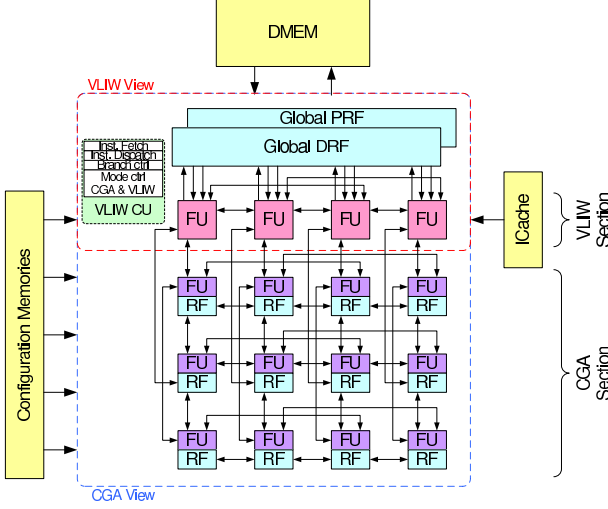 DMEM
VLIW View
Global PRF
Global DRF
Inst. Fetch
Inst. Dispatch
Branch ctrl
Mode ctrl
CGA & VLIW
VLIW CU
FU FU FU FU
ICache
VLIW
Section
Configuration Memories
FU FU FU FU
RF RF RF RF
FU FU FU FU
RF RF RF RF
FU FU FU FU
RF RF RF RF
CGA
Section
CGA View